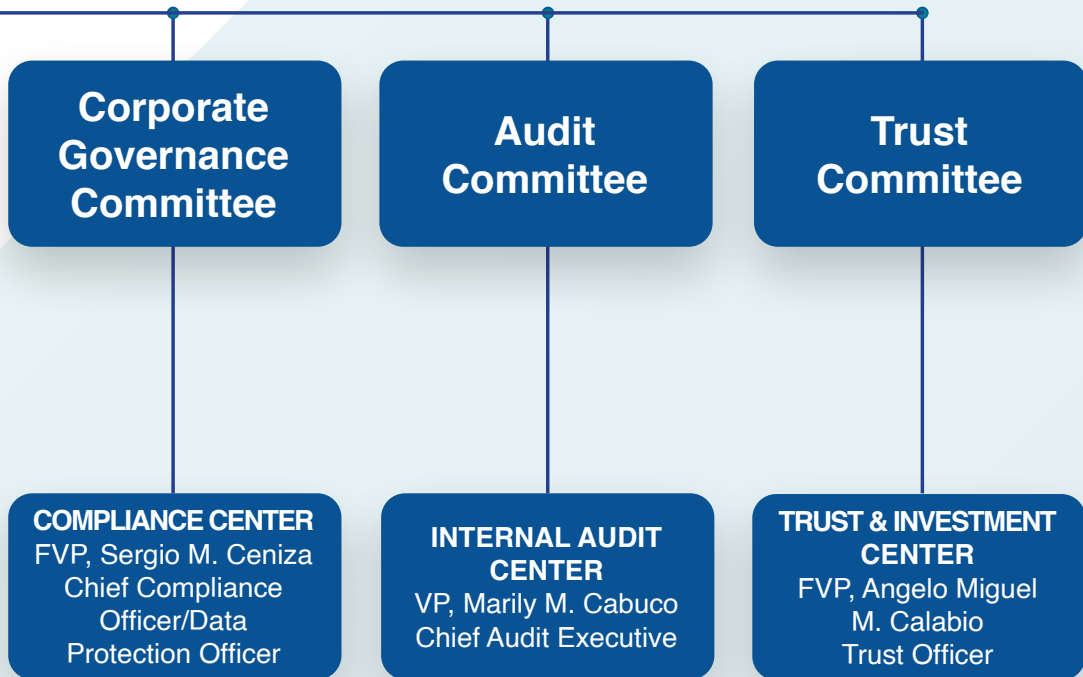 Corporate
Governance
Committee
Audit
Committee
Trust
Committee
COMPLIANCE CENTER
FVP, Sergio M. Ceniza
Chief Compliance
Officer/Data
Protection Officer
INTERNAL AUDIT
CENTER
VP, Marily M. Cabuco
Chief Audit Executive
TRUST & INVESTMENT
CENTER
FVP, Angelo Miguel
M. Calabio
Trust Officer